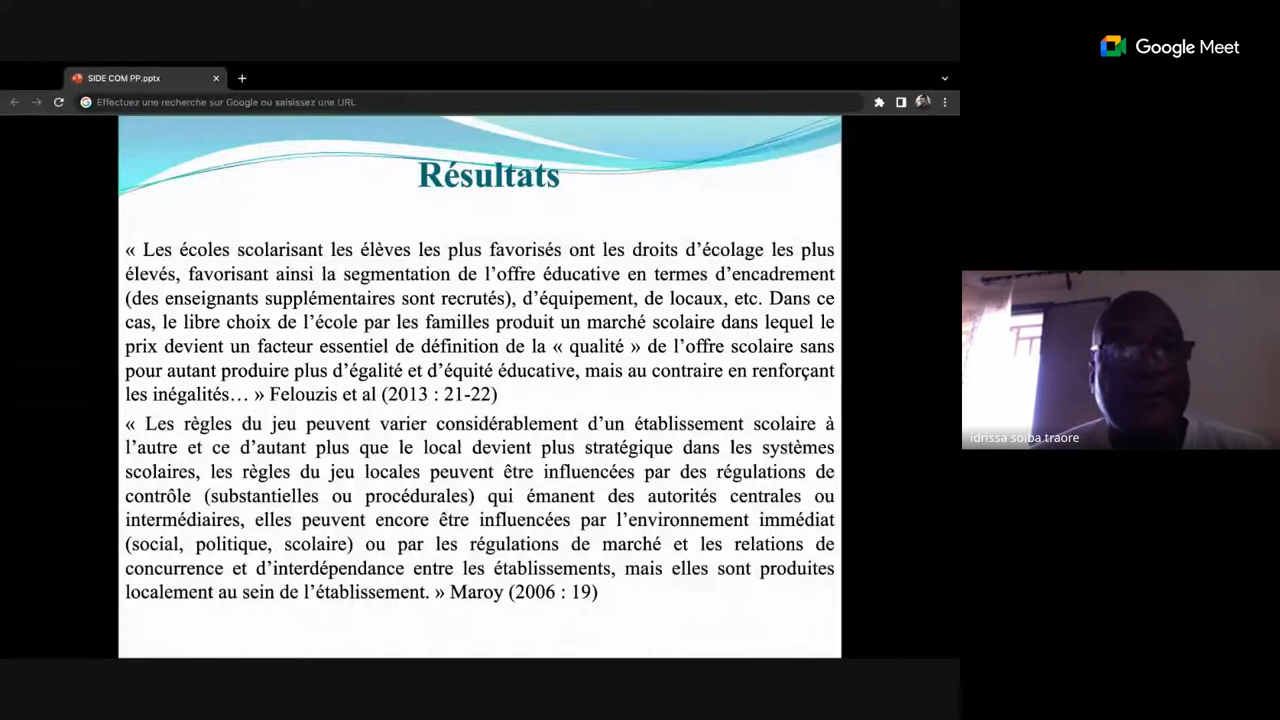 Google Meet
SIDE COM PP.pptx
Effectuez une recherche sur Google ou saisissez une URL
Résultats
« Les écoles scolarisant les élèves les plus favorisés ont les droits d’écolage les plus
élevés, favorisant ainsi la segmentation de l’offre éducative en termes d’encadrement
(des enseignants supplémentaires sont recrutés), d’équipement, de locaux, etc. Dans ce
cas, le libre choix de l’école par les familles produit un marché scolaire dans lequel le
prix devient un facteur essentiel de définition de la « qualité » de l’offre scolaire sans
pour autant produire plus d’égalité et d’équité éducative, mais au contraire en renforçant
les inégalités… » Felouzis et al (2013 : 21-22)
« Les règles du jeu peuvent varier considérablement d’un établissement scolaire à
l’autre et ce d’autant plus que le local devient plus stratégique dans les systèmes
scolaires, les règles du jeu locales peuvent être influencées par des régulations de
contrôle (substantielles ou procédurales) qui émanent des autorités centrales ou
intermédiaires, elles peuvent encore être influencées par l’environnement immédiat
(social, politique, scolaire) ou par les régulations de marché et les relations de
concurrence et d’interdépendance entre les établissements, mais elles sont produites
localement au sein de l’établissement. » Maroy (2006 : 19)
idrissa soiba traore